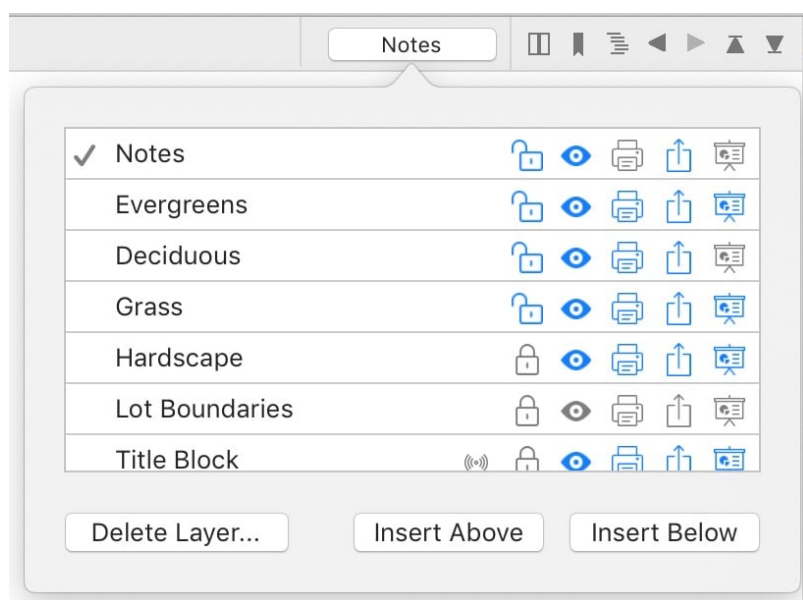 Notes
Notes
Evergreens
Deciduous
Grass
Hardscape
Lot Boundaries
Title Block
Delete Layer... Insert Above Insert Below